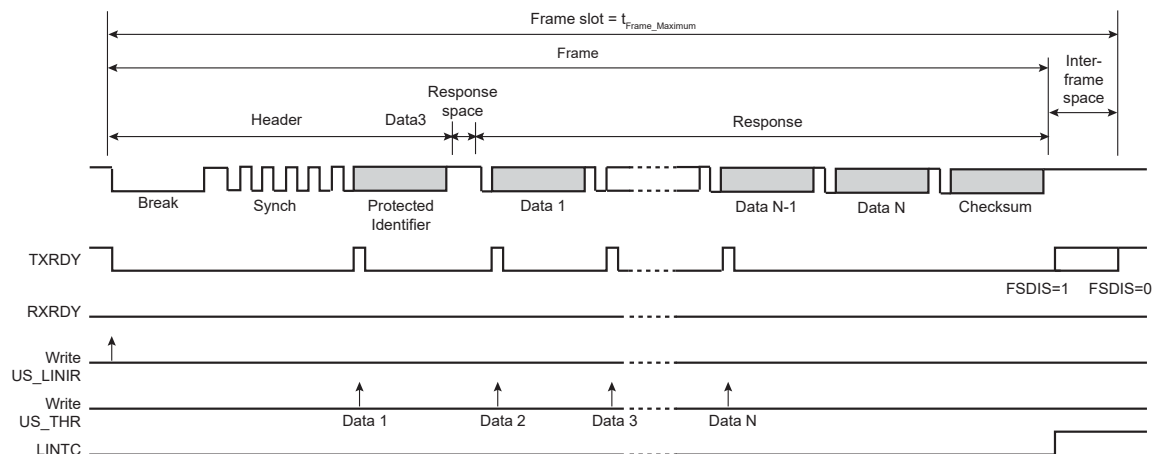 Frame slot = tFrame_Maximum
Frame
Inter-
frame
space
Response
space
Header
Data3
Response
Break
Synch
Protected
Identifier
Data 1
Data N-1
Data N
Checksum
TXRDY
FSDIS=1
FSDIS=0
RXRDY
Write
US_LINIR
Write
US_THR
Data 1
Data 2
Data 3
Data N
LINTC